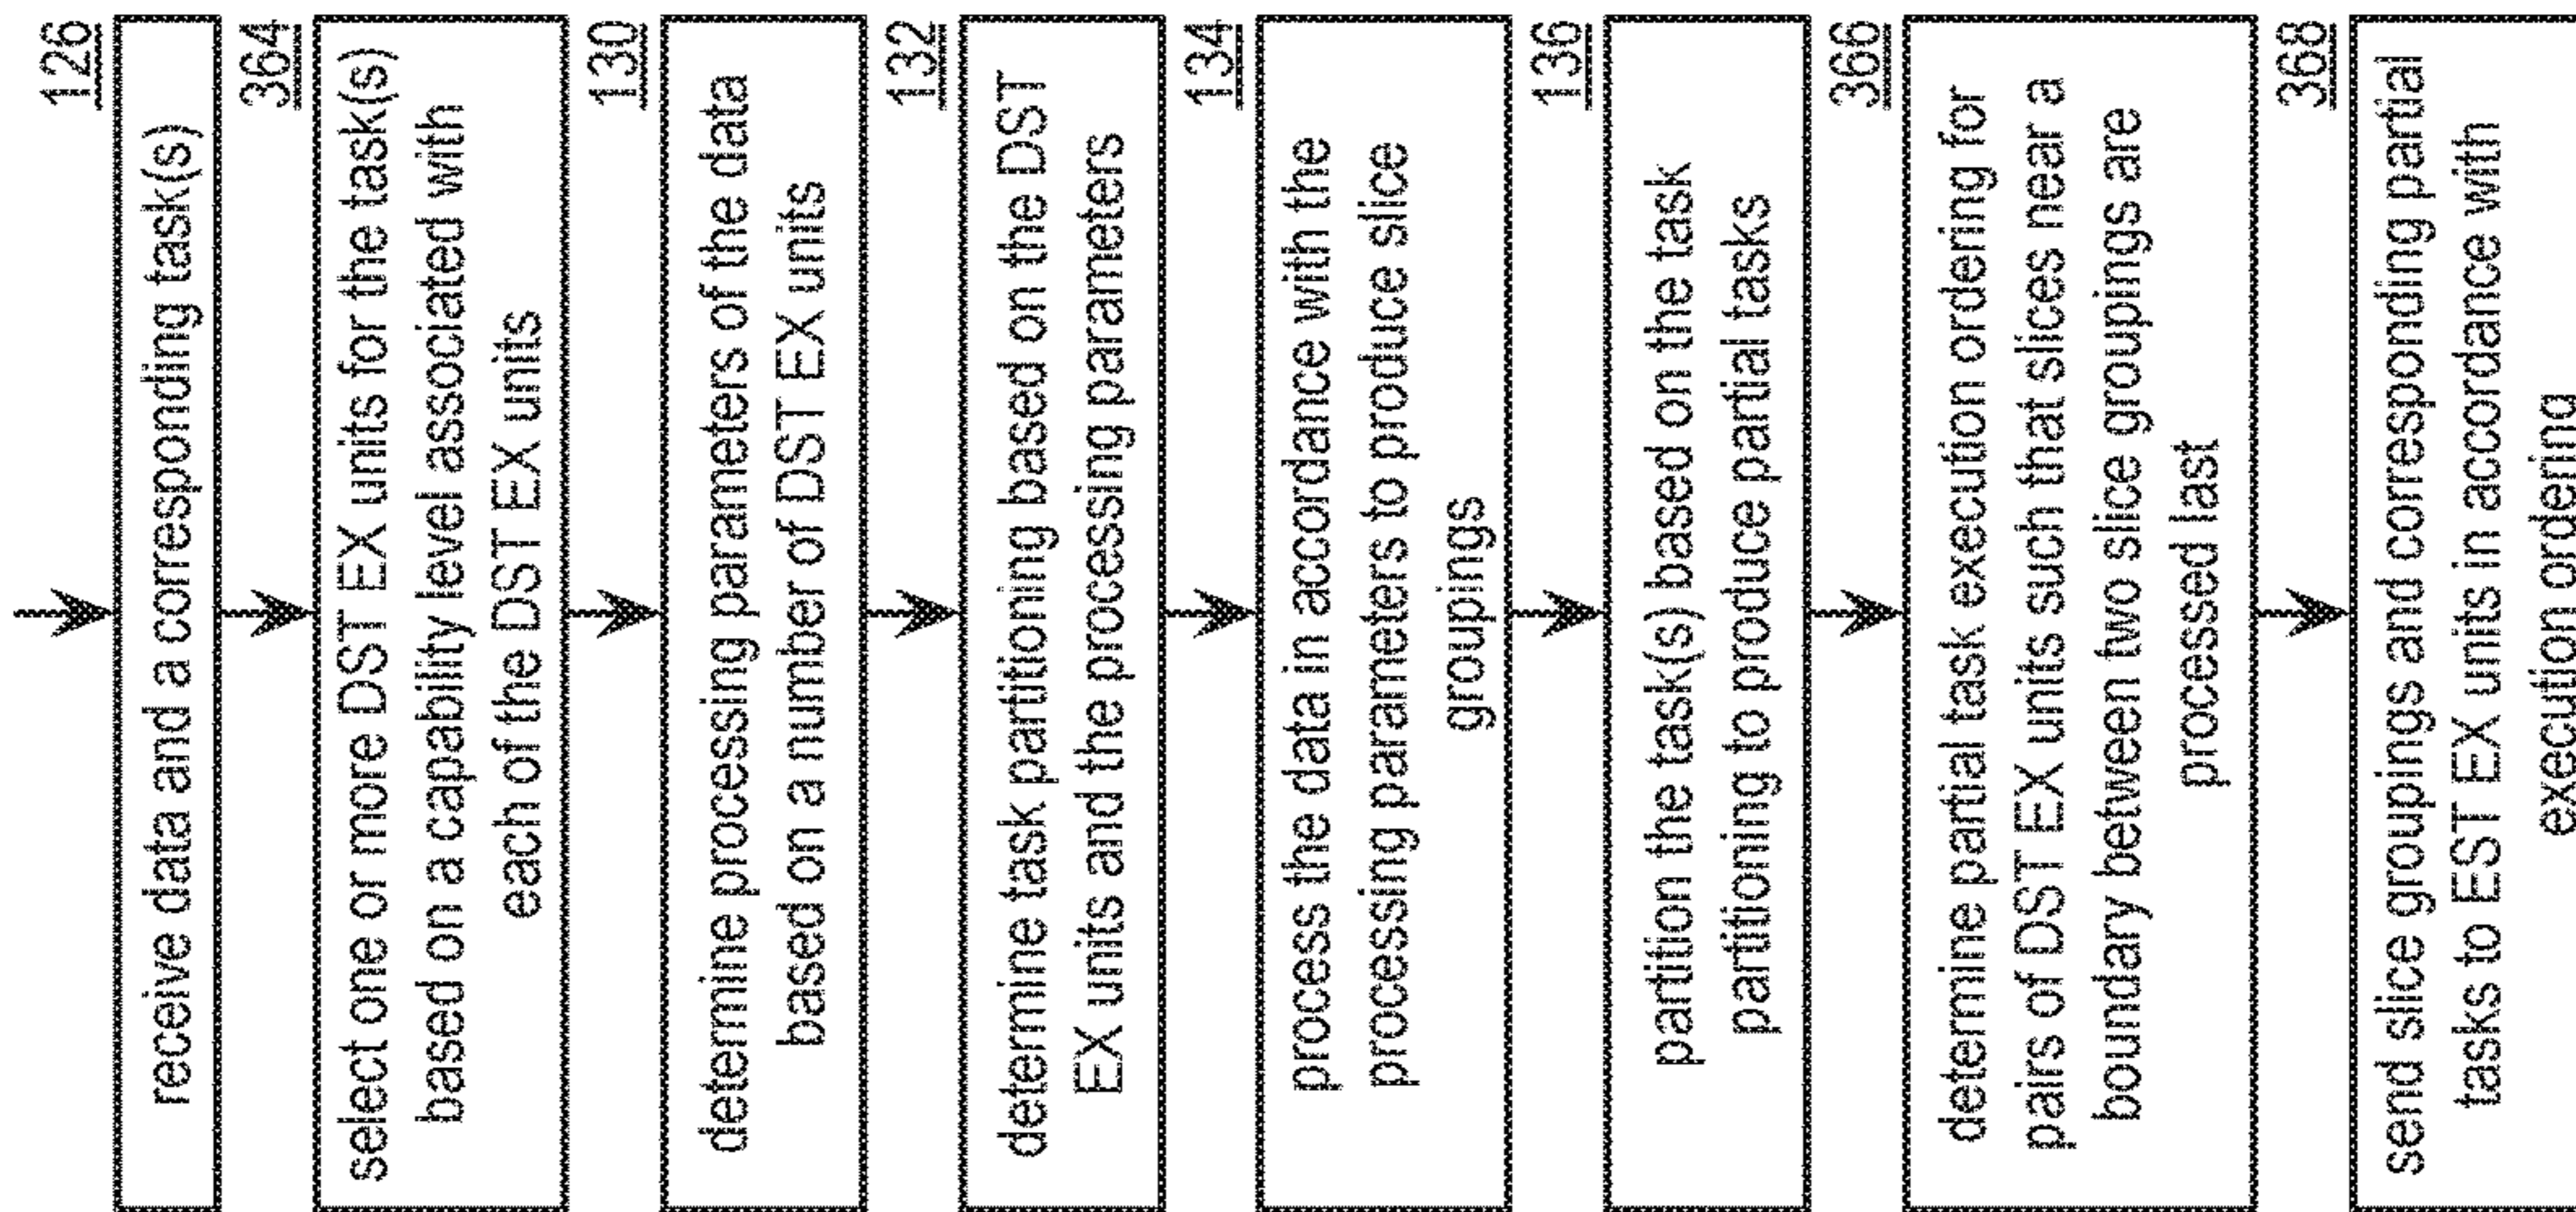 126
receive data and a corresponding task(s)
364
select one or more DST EX units for the task(s)
based on a capability level associated with
each of the DST EX units
130
determine processing parameters of the data
based on a number of DST EX units
132
determine task partitioning based on the DST
EX units and the processing parameters
134
process the data in accordance with the
processing parameters to produce slice
groupings
136
partition the task(s) based on the task
partitioning to produce partial tasks
366
determine partial task execution ordering for
pairs of DST EX units such that slices near a
boundary between two slice groupings are
processed last
368
send slice groupings and corresponding partial
tasks to EST EX units in accordance with
execution ordering